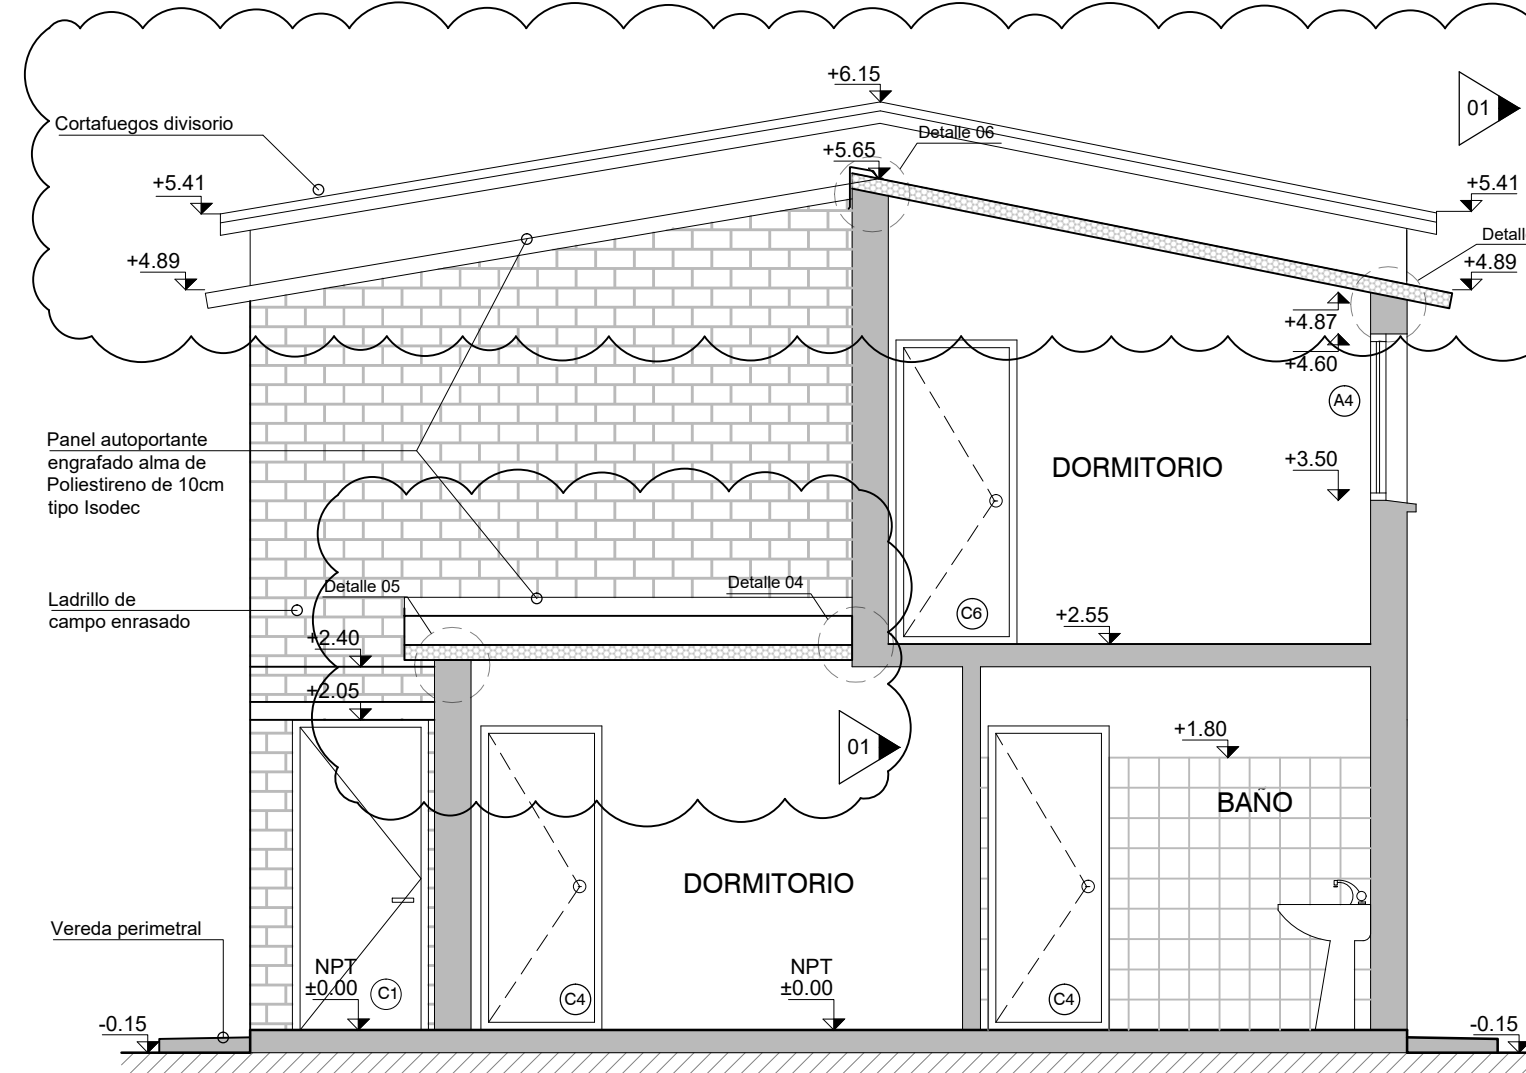 +6.15
01
Cortafuegos divisorio
Detalle 06
+5.65
+5.41
+5.41
Detall
+4.89
+4.89
+4.87
+4.60
A4
Panel autoportante
engrafado alma de
Poliestireno de 10cm
tipo Isodec
DORMITORIO
+3.50
Detalle 05
Detalle 04
Ladrillo de
campo enrasado
C6
+2.55
+2.40
+2.05
01
+1.80
BAÑO
DORMITORIO
Vereda perimetral
NPT
±0.00
C1
C4
NPT
±0.00
C4
-0.15
-0.15